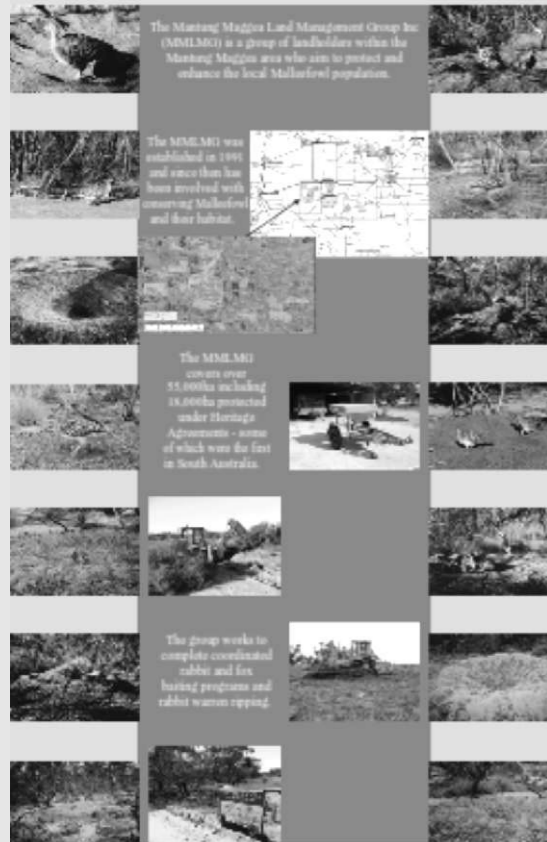 The Mantung Maggea Land Management Group Inc
(MMLMG) is a group of landholders within the
Mantung Maggea area who aim to protect and
enhance the local Malleefowl population.
The MMLMG was
established in 1991
and since then has
been involved with
conserving Malleefowl
and their habitat.
The MMLMG
covers over
55,000ha including
18,000ha protected
under Heritage
Agreements - some
of which were the first
in South Australia.
The group works to
complete coordinated
rabbit and fox
baiting programs and
rabbit warren ripping.